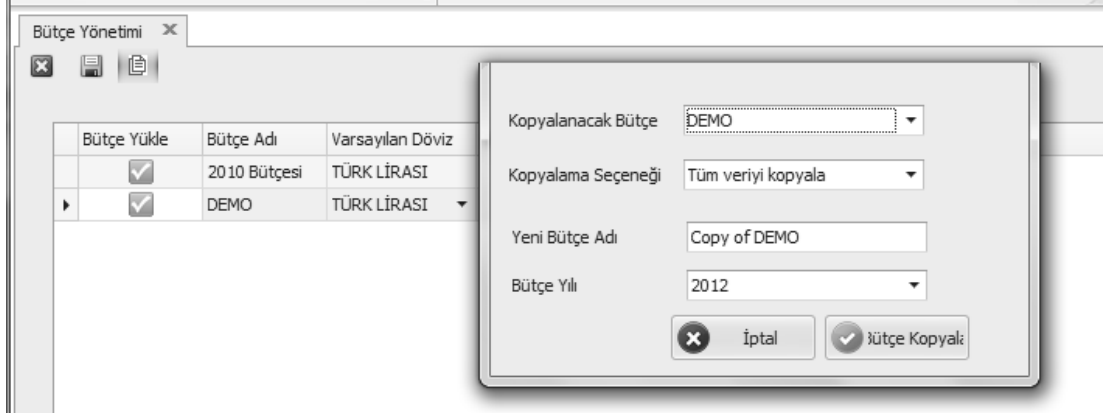 Bütçe Yönetimi
Bütçe Yükle Bütçe Adı Varsayılan Döviz
2010 Bütçesi TÜRK LİRASI
DEMO TÜRK LİRASI
Kopyalanacak Bütçe DEMO
Kopyalama Seçeneği Tüm veriyi kopyala
Yeni Bütçe Adı Copy of DEMO
Bütçe Yılı 2012
İptal Bütçe Kopyala